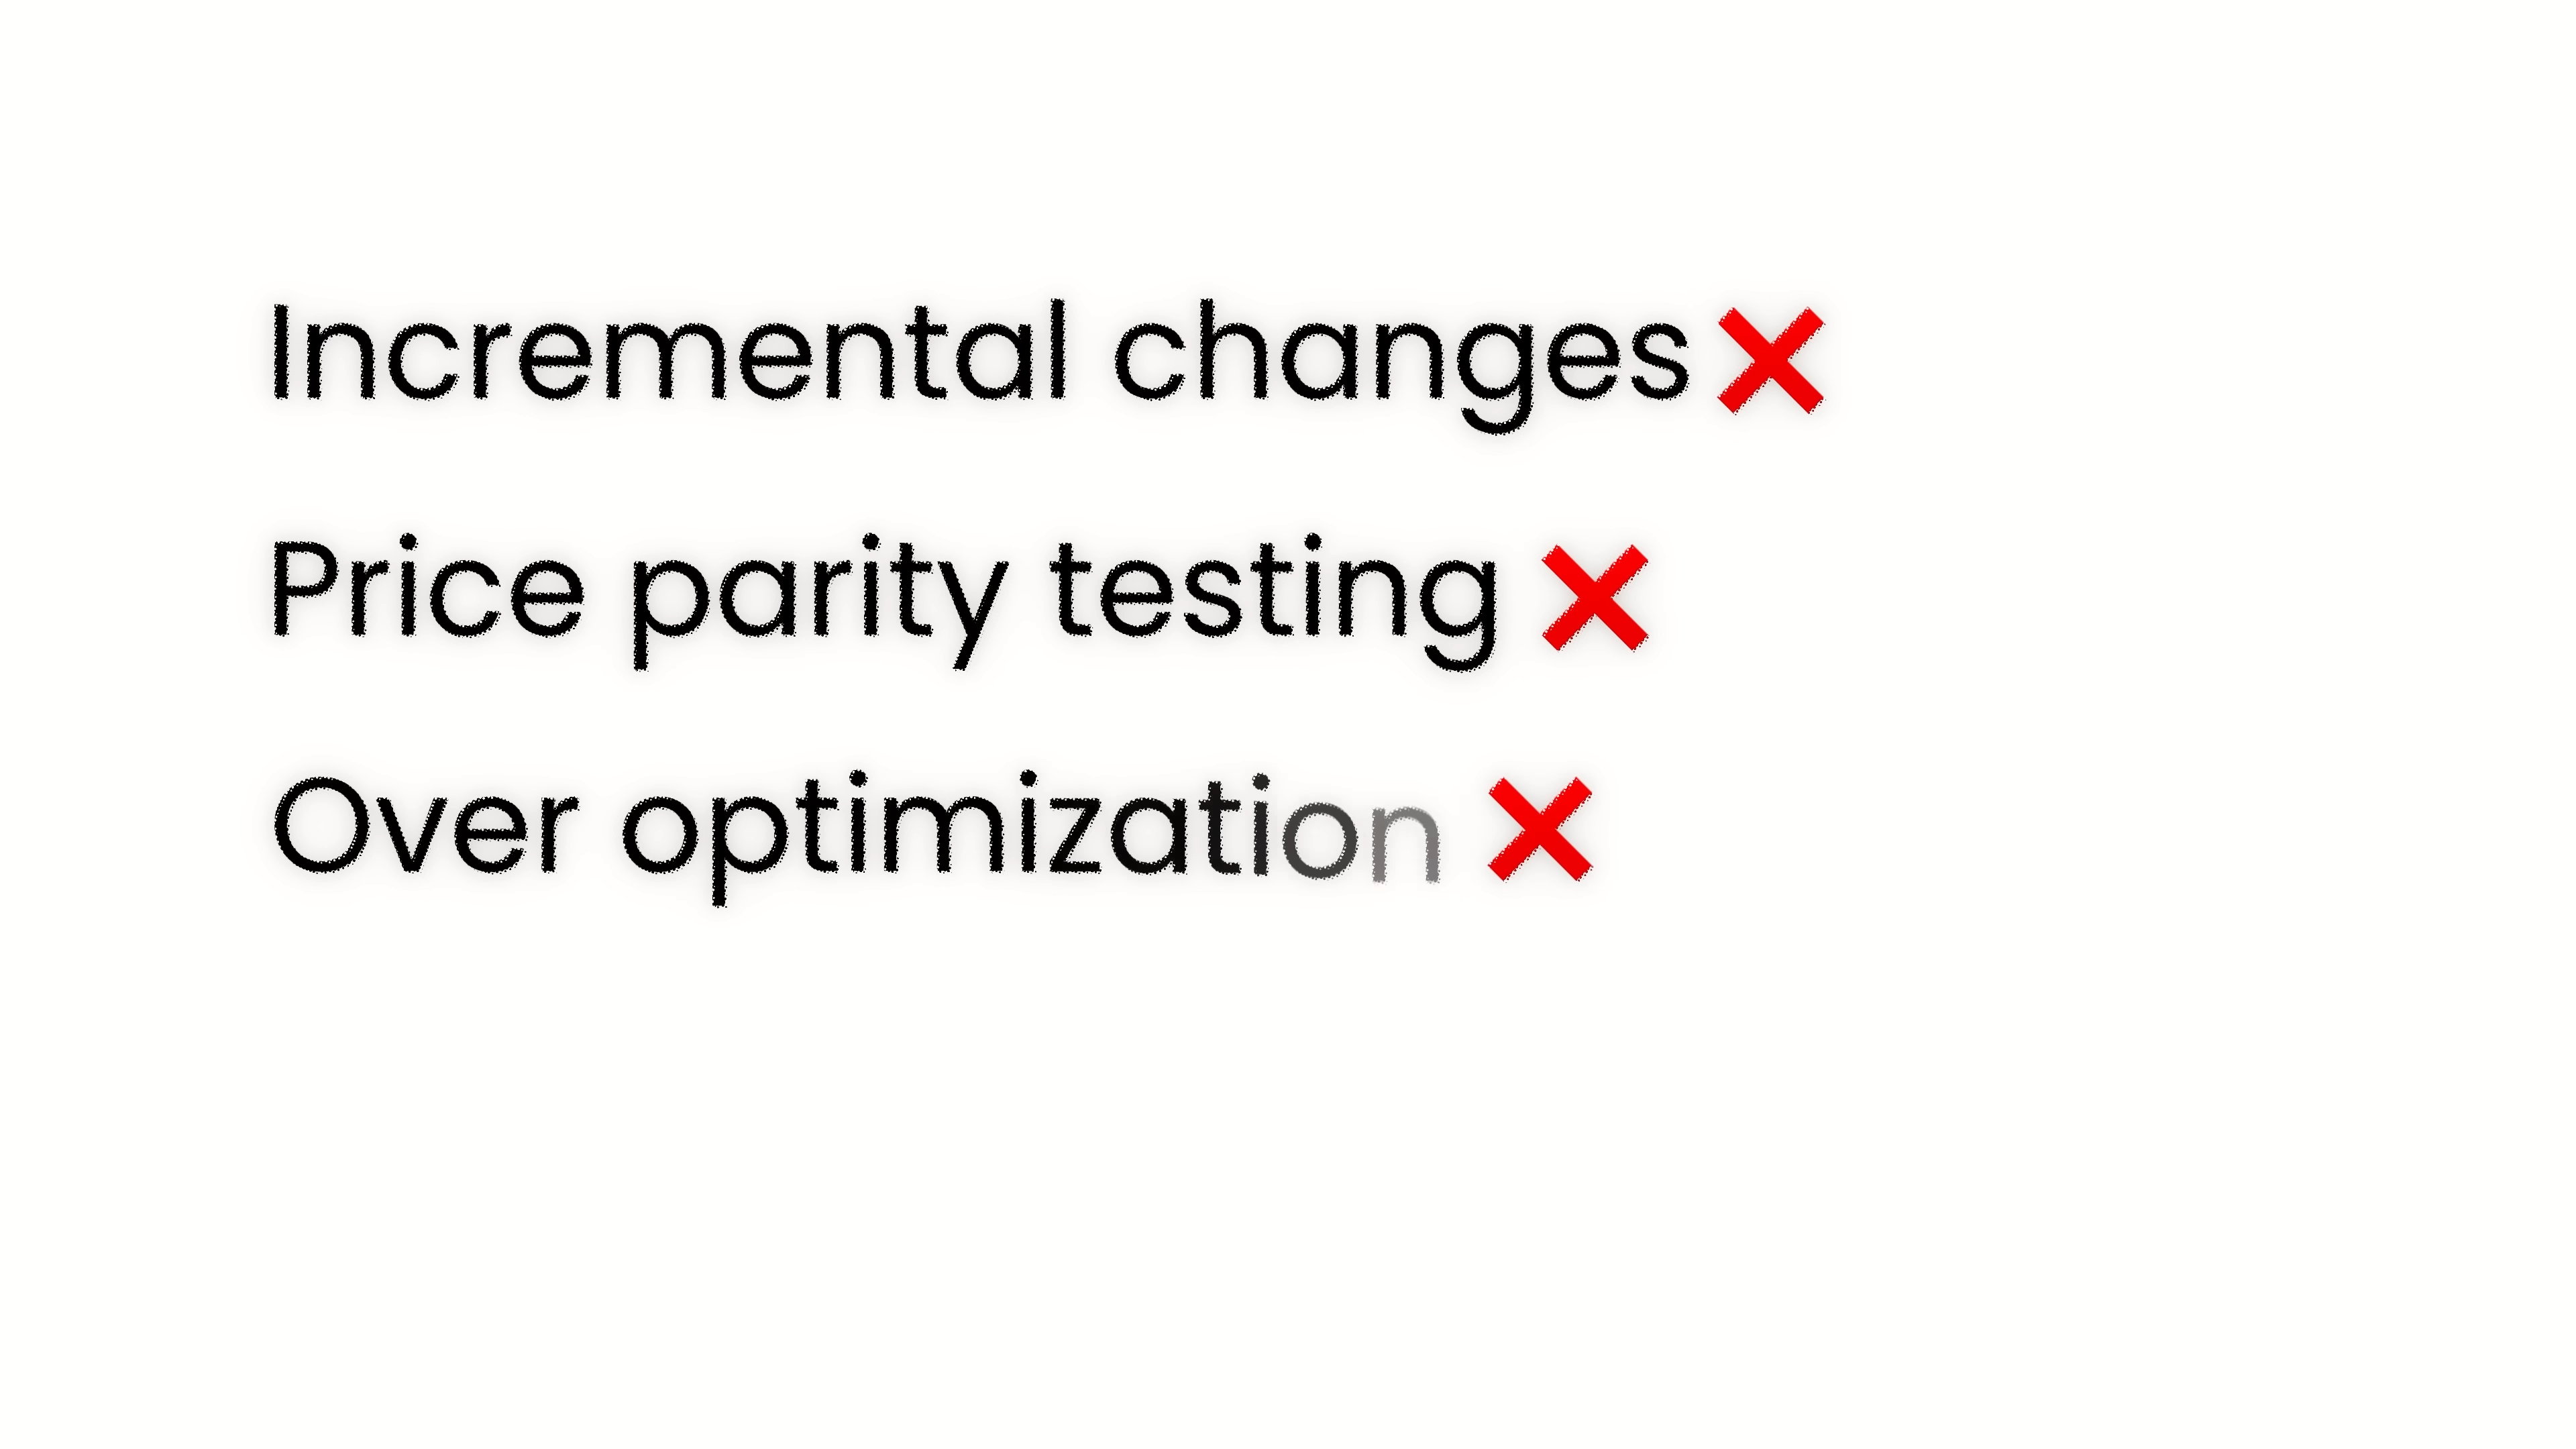 Incremental changes ❌
Price parity testing ❌
Over optimization ❌